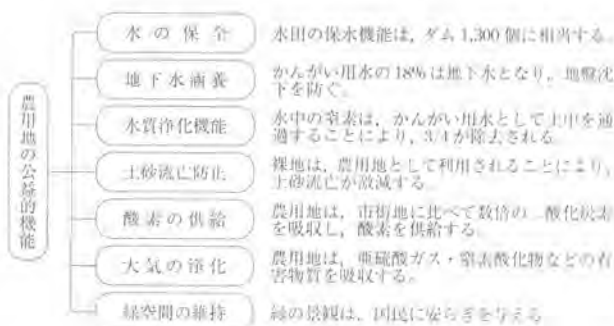 農用地の公益的機能
水の保全
水田の保水機能は，ダム1,300個に相当する。
地下水涵養
かんがい用水の18%は地下水となり，地盤沈
下を防ぐ。
水質浄化機能
水中の窒素は，かんがい用水として土中を通
過することにより，3/4が除去される
土砂流亡防止
裸地は，農用地として利用されることにより，
土砂流亡が激減する。
酸素の供給
農用地は，市街地に比べて数倍の二酸化炭素
を吸収し，酸素を供給する。
大気の浄化
農用地は，亜硫酸ガス・窒素酸化物などの有
害物質を吸収する。
緑空間の維持
緑の景観は，国民に安らぎを与える